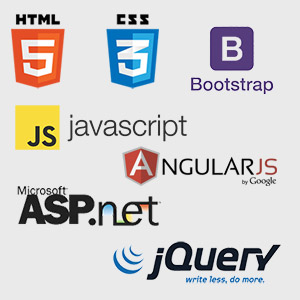 HTML CSS
5 3 B
Bootstrap
JS javascript
ANGULARJS
by Google
Microsoft®
ASP.net
jQuery
write less, do more.